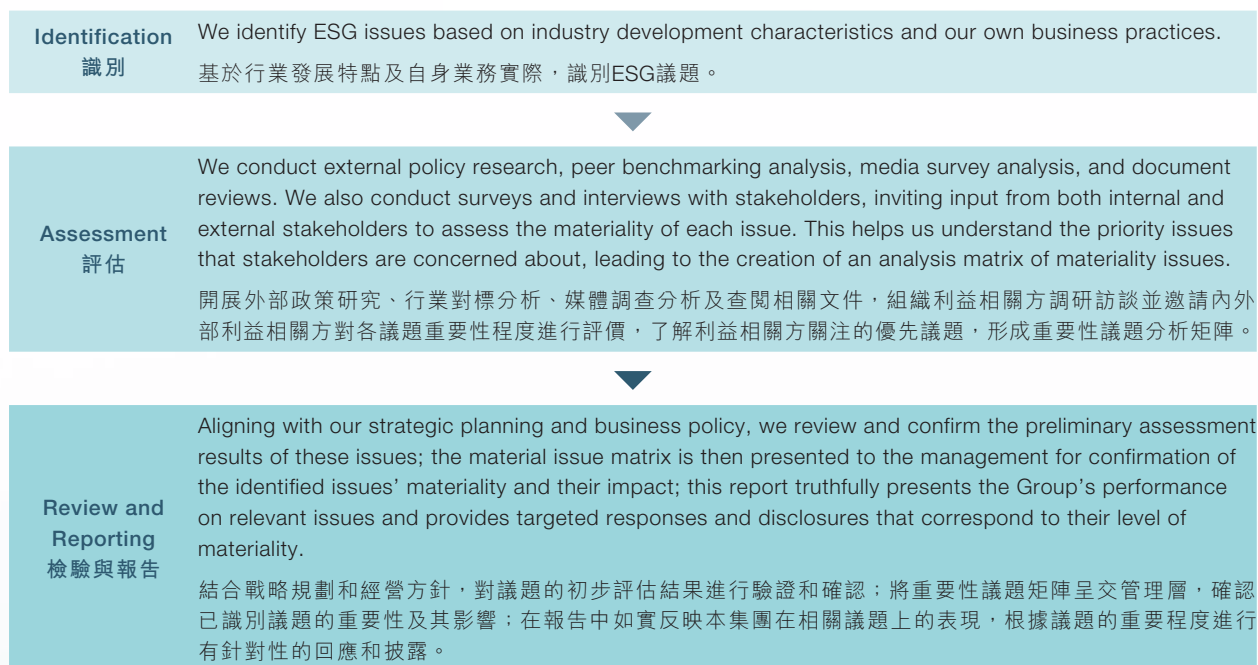 Identification
識別
We identify ESG issues based on industry development characteristics and our own business practices.
基於行業發展特點及自身業務實際，識別ESG議題。
Assessment
評估
We conduct external policy research, peer benchmarking analysis, media survey analysis, and document
reviews. We also conduct surveys and interviews with stakeholders, inviting input from both internal and
external stakeholders to assess the materiality of each issue. This helps us understand the priority issues
that stakeholders are concerned about, leading to the creation of an analysis matrix of materiality issues.
開展外部政策研究、行業對標分析、媒體調查分析及查閱相關文件，組織利益相關方調研訪談並邀請內外
部利益相關方對各議題重要性程度進行評價，了解利益相關方關注的優先議題，形成重要性議題分析矩陣。
Review and
Reporting
檢驗與報告
Aligning with our strategic planning and business policy, we review and confirm the preliminary assessment
results of these issues; the material issue matrix is then presented to the management for confirmation of
the identified issues’ materiality and their impact; this report truthfully presents the Group’s performance
on relevant issues and provides targeted responses and disclosures that correspond to their level of
materiality.
結合戰略規劃和經營方針，對議題的初步評估結果進行驗證和確認；將重要性議題矩陣呈交管理層，確認
已識別議題的重要性及其影響；在報告中如實反映本集團在相關議題上的表現，根據議題的重要程度進行
有針對性的回應和披露。